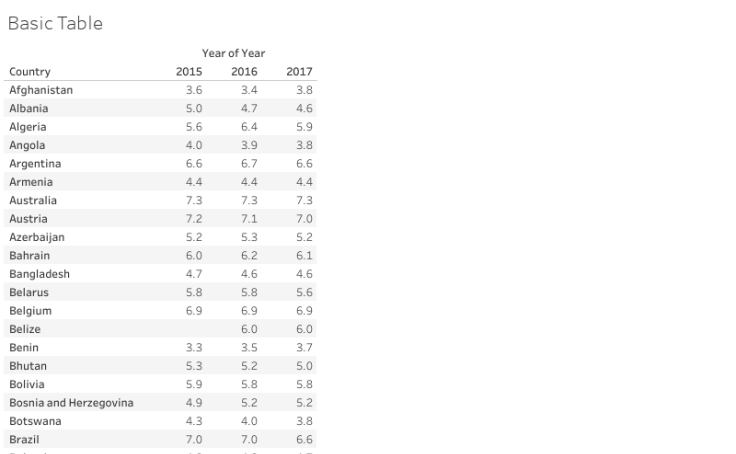 Basic Table
Year of Year
Country 2015 2016 2017
Afghanistan 3.6 3.4 3.8
Albania 5.0 4.7 4.6
Algeria 5.6 6.4 5.9
Angola 4.0 3.9 3.8
Argentina 6.6 6.7 6.6
Armenia 4.4 4.4 4.4
Australia 7.3 7.3 7.3
Austria 7.2 7.1 7.0
Azerbaijan 5.2 5.3 5.2
Bahrain 6.0 6.2 6.1
Bangladesh 4.7 4.6 4.6
Belarus 5.8 5.8 5.6
Belgium 6.9 6.9 6.9
Belize 6.0 6.0
Benin 3.3 3.5 3.7
Bhutan 5.3 5.2 5.0
Bolivia 5.9 5.8 5.8
Bosnia and Herzegovina 4.9 5.2 5.2
Botswana 4.3 4.0 3.8
Brazil 7.0 7.0 6.6